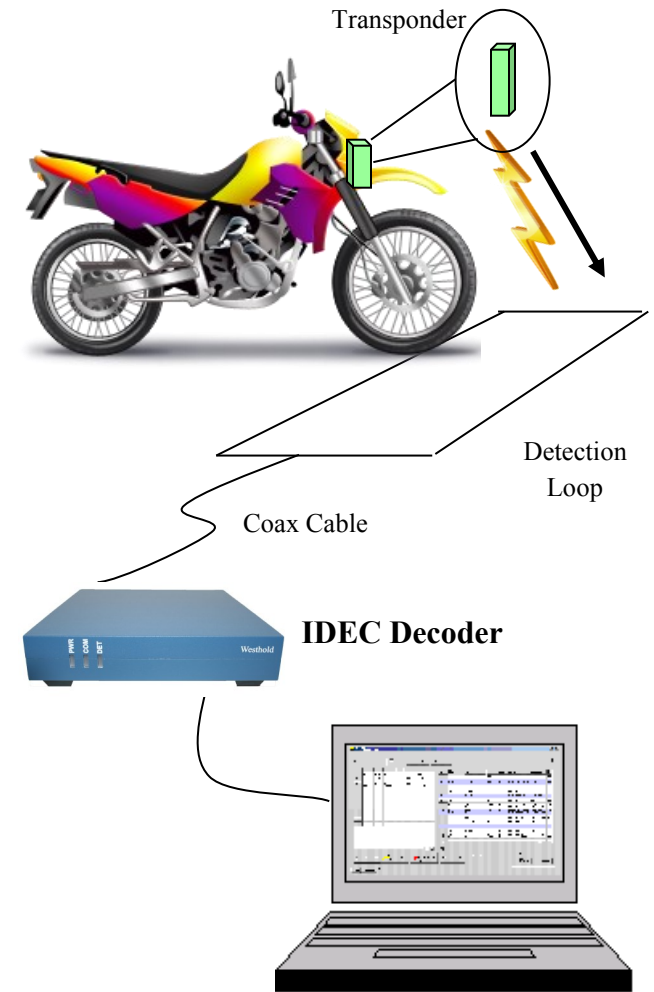 Transponder
Detection
Loop
Coax Cable
IDEC Decoder
PWR
COM
DET
Westhold